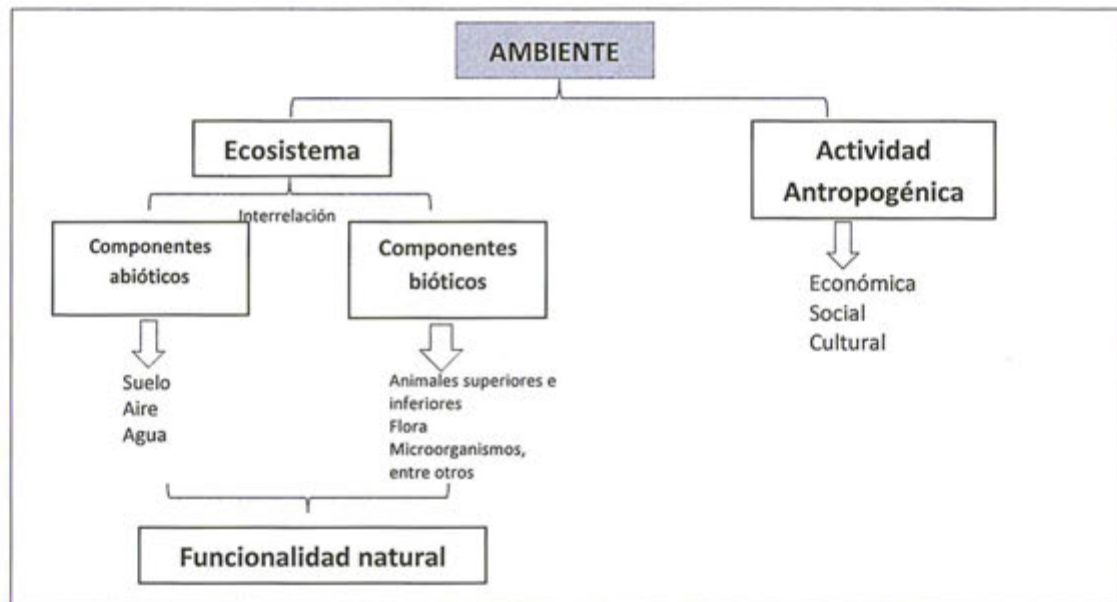 AMBIENTE
Ecosistema
Actividad
Antropogénica
Interrelación
Componentes
abióticos
Componentes
bióticos
Económica
Social
Cultural
Suelo
Aire
Agua
Animales superiores e
inferiores
Flora
Microorganismos,
entre otros
Funcionalidad natural